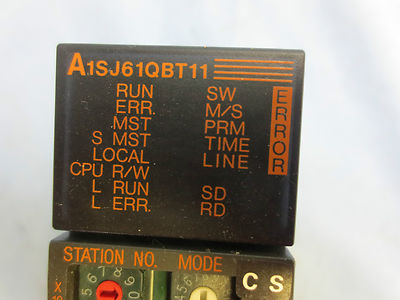 A1SJ61QBT11
RUN SW
ERR. M/S
MST PRM
S MST TIME
LOCAL LINE
CPU R/W
L RUN SD
L ERR. RD
ERROR
STATION NO. MODE
X
C S